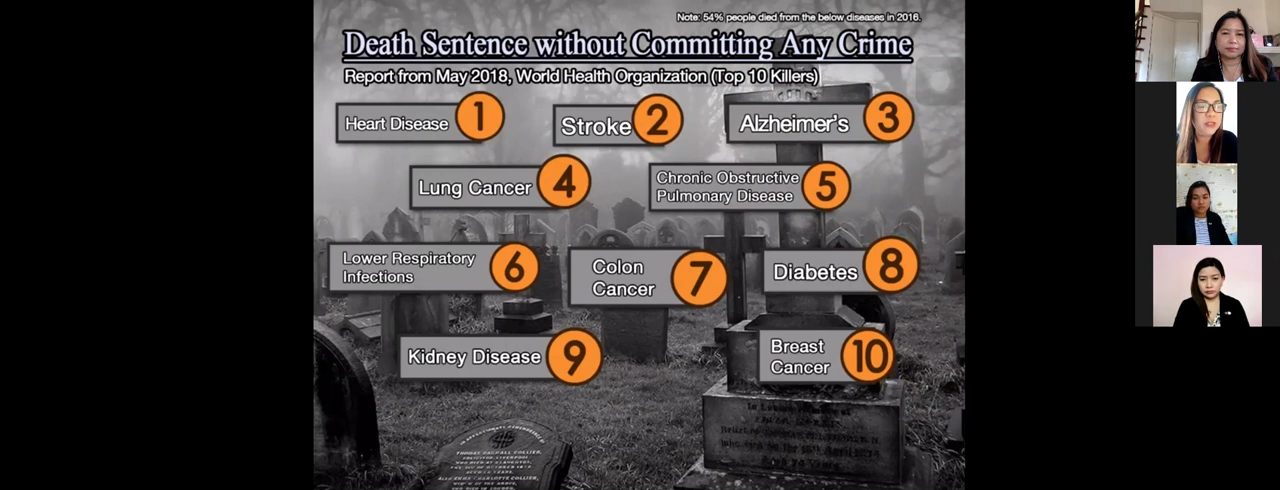 Note: 54% people died from the below diseases in 2016.
Death Sentence without Committing Any Crime
Report from May 2018, World Health Organization (Top 10 Killers)
Heart Disease 1
Stroke 2
Alzheimer's 3
Lung Cancer 4
Chronic Obstructive
Pulmonary Disease 5
Lower Respiratory
Infections 6
Colon
Cancer 7
Diabetes 8
Kidney Disease 9
Breast
Cancer 10